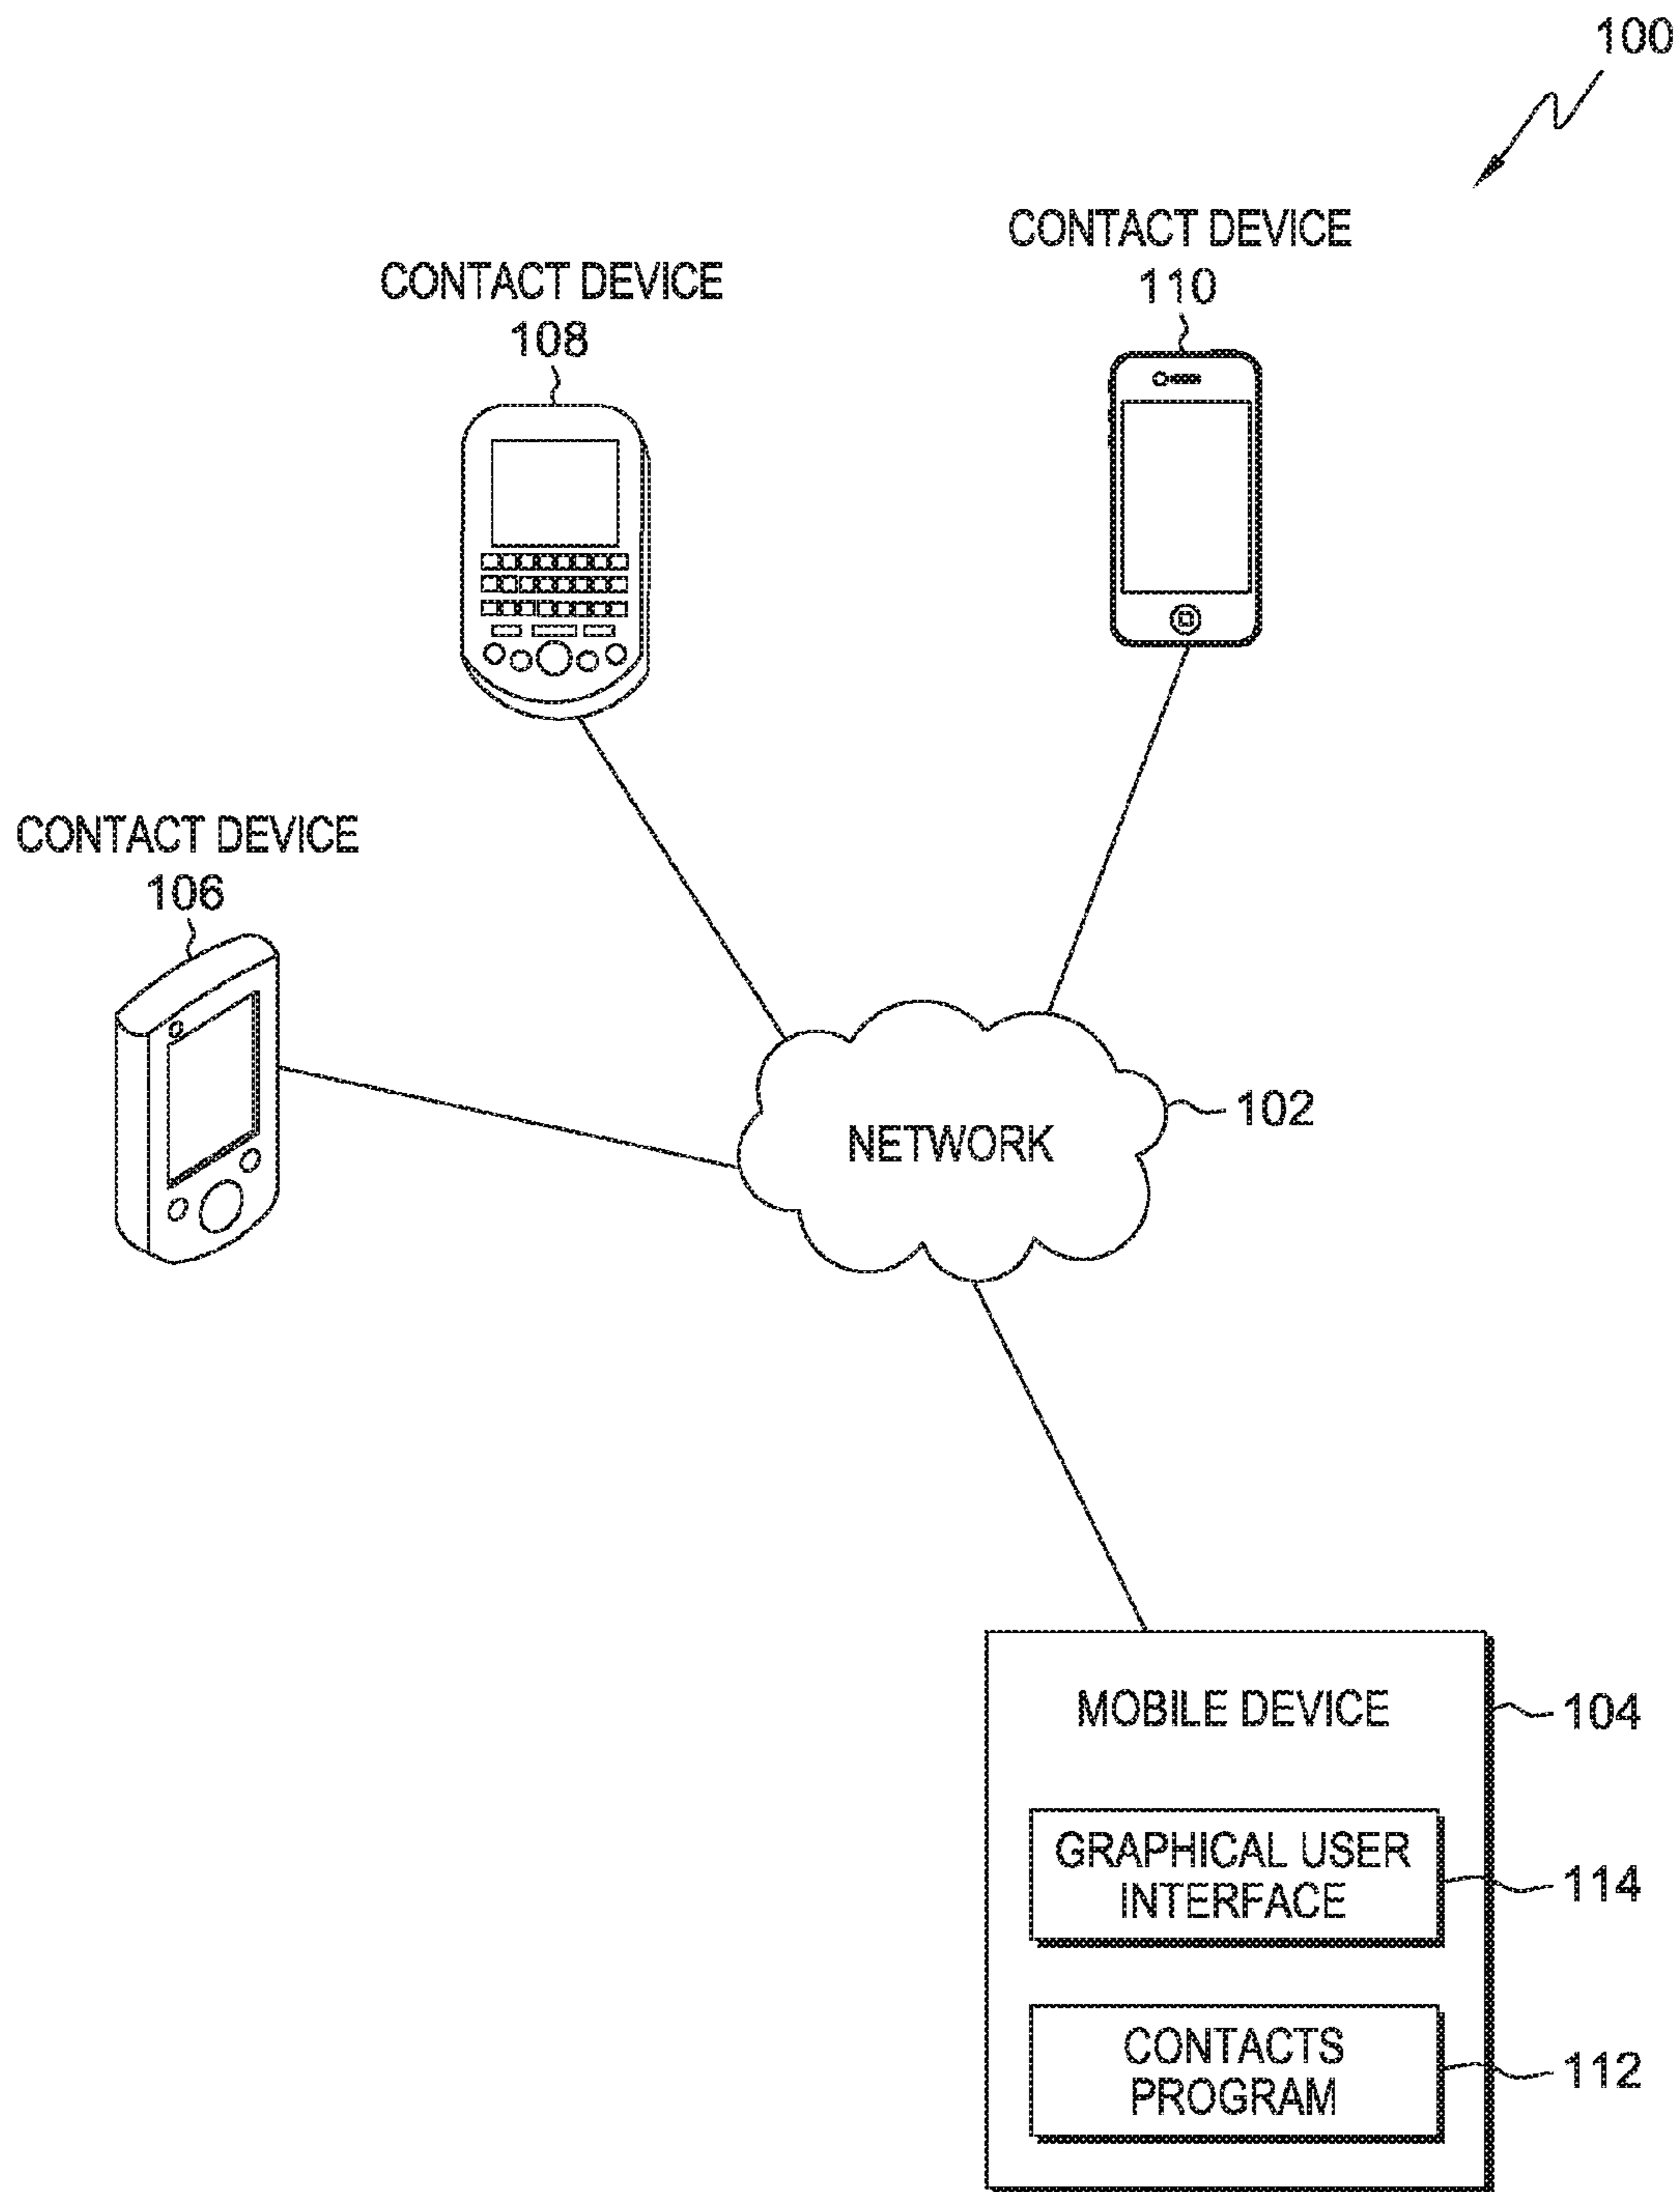 100
CONTACT DEVICE
110
CONTACT DEVICE
108
CONTACT DEVICE
106
NETWORK
102
MOBILE DEVICE
104
GRAPHICAL USER
INTERFACE
114
CONTACTS
PROGRAM
112